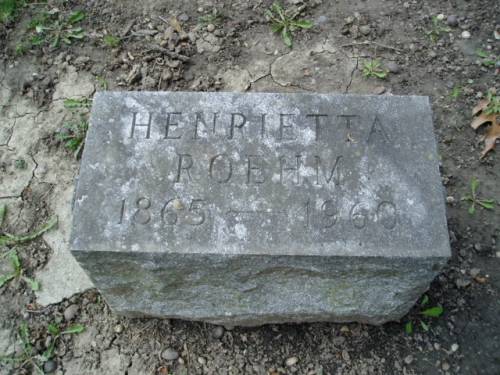 HENRIETTA
ROEHM
1865 — 1960